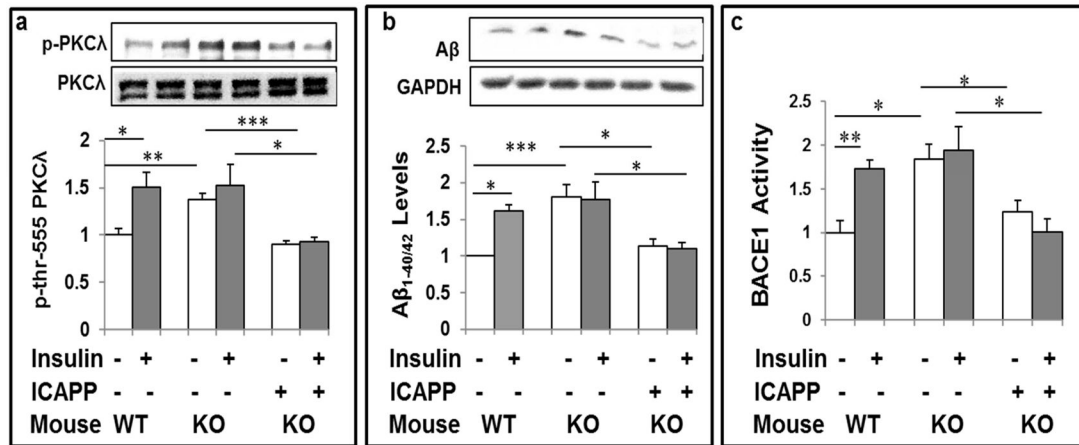 a
p-PKCλ
PKCλ
p-thr-555 PKCλ
2
1.5
1
0.5
0
*
**
***
*
Insulin - + - + - +
ICAPP - - - - + +
Mouse WT KO KO
b
Aβ
GAPDH
Aβ1-40/42 Levels
2.5
2
1.5
1
0.5
0
***
*
*
*
Insulin - + - + - +
ICAPP - - - - + +
Mouse WT KO KO
c
BACE1 Activity
2.5
2
1.5
1
0.5
0
*
*
*
**
Insulin - + - + - +
ICAPP - - - - + +
Mouse WT KO KO